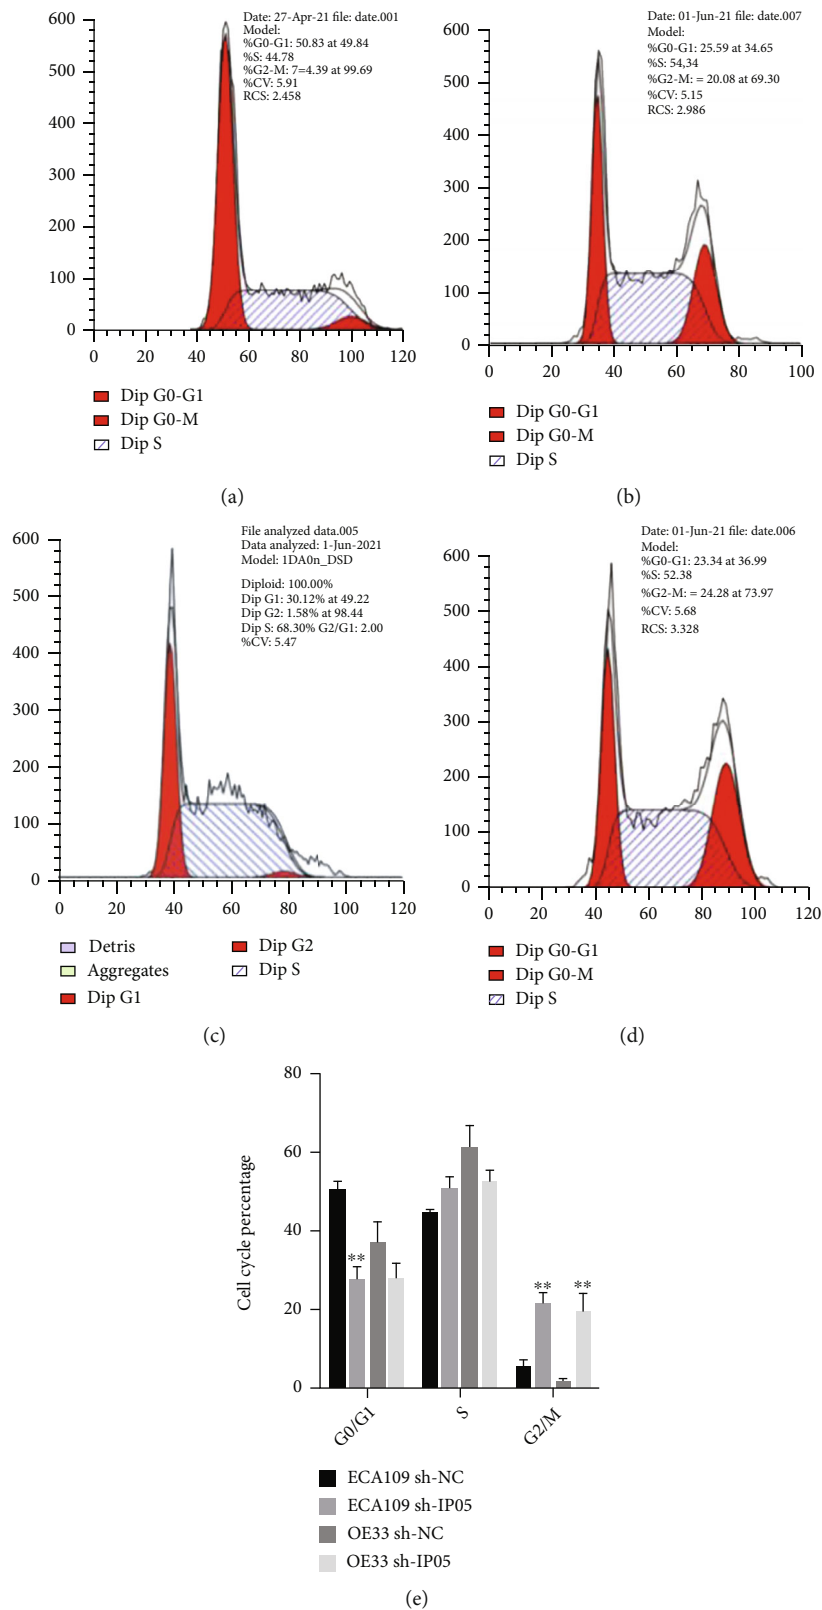 Date: 27-Apr-21 file: date.001
Model:
%G0-G1: 50.83 at 49.84
%S: 44.78
%G2-M: 7=4.39 at 99.69
%CV: 5.91
RCS: 2.458
600
500
400
300
200
100
0
0 20 40 60 80 100 120
Dip G0-G1
Dip G0-M
Dip S
(a)
Date: 01-Jun-21 file: date.007
Model:
%G0-G1: 25.59 at 34.65
%S: 54,34
%G2-M: = 20.08 at 69.30
%CV: 5.15
RCS: 2.986
600
500
400
300
200
100
0
0 20 40 60 80 100
Dip G0-G1
Dip G0-M
Dip S
(b)
File analyzed data.005
Data analyzed: 1-Jun-2021
Model: 1DA0n_DSD
Diploid: 100.00%
Dip G1: 30.12% at 49.22
Dip G2: 1.58% at 98.44
Dip S: 68.30% G2/G1: 2.00
%CV: 5.47
600
500
400
300
200
100
0
0 20 40 60 80 100 120
Detris
Aggregates
Dip G1
Dip G2
Dip S
(c)
Date: 01-Jun-21 file: date.006
Model:
%G0-G1: 23.34 at 36.99
%S: 52.38
%G2-M: = 24.28 at 73.97
%CV: 5.68
RCS: 3.328
600
500
400
300
200
100
0
0 20 40 60 80 100 120
Dip G0-G1
Dip G0-M
Dip S
(d)
Cell cycle percentage
80
60
40
20
0
**
**
**
G0/G1
S
G2/M
ECA109 sh-NC
ECA109 sh-IP05
OE33 sh-NC
OE33 sh-IP05
(e)